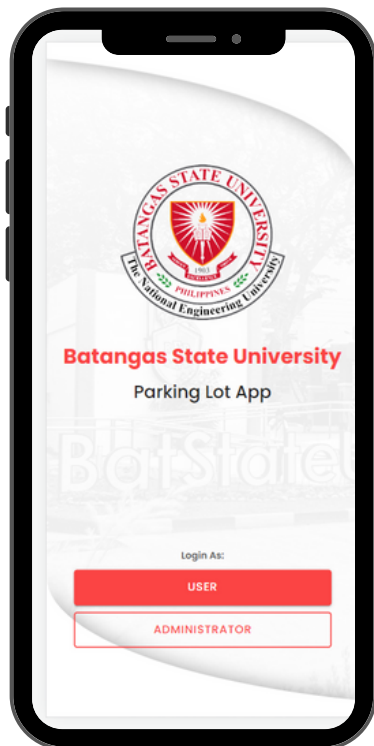 BATANGAS STATE UNIVERSITY
1903
PHILIPPINES
The National Engineering University
Batangas State University
Parking Lot App
BatStateU
Login As:
USER
ADMINISTRATOR